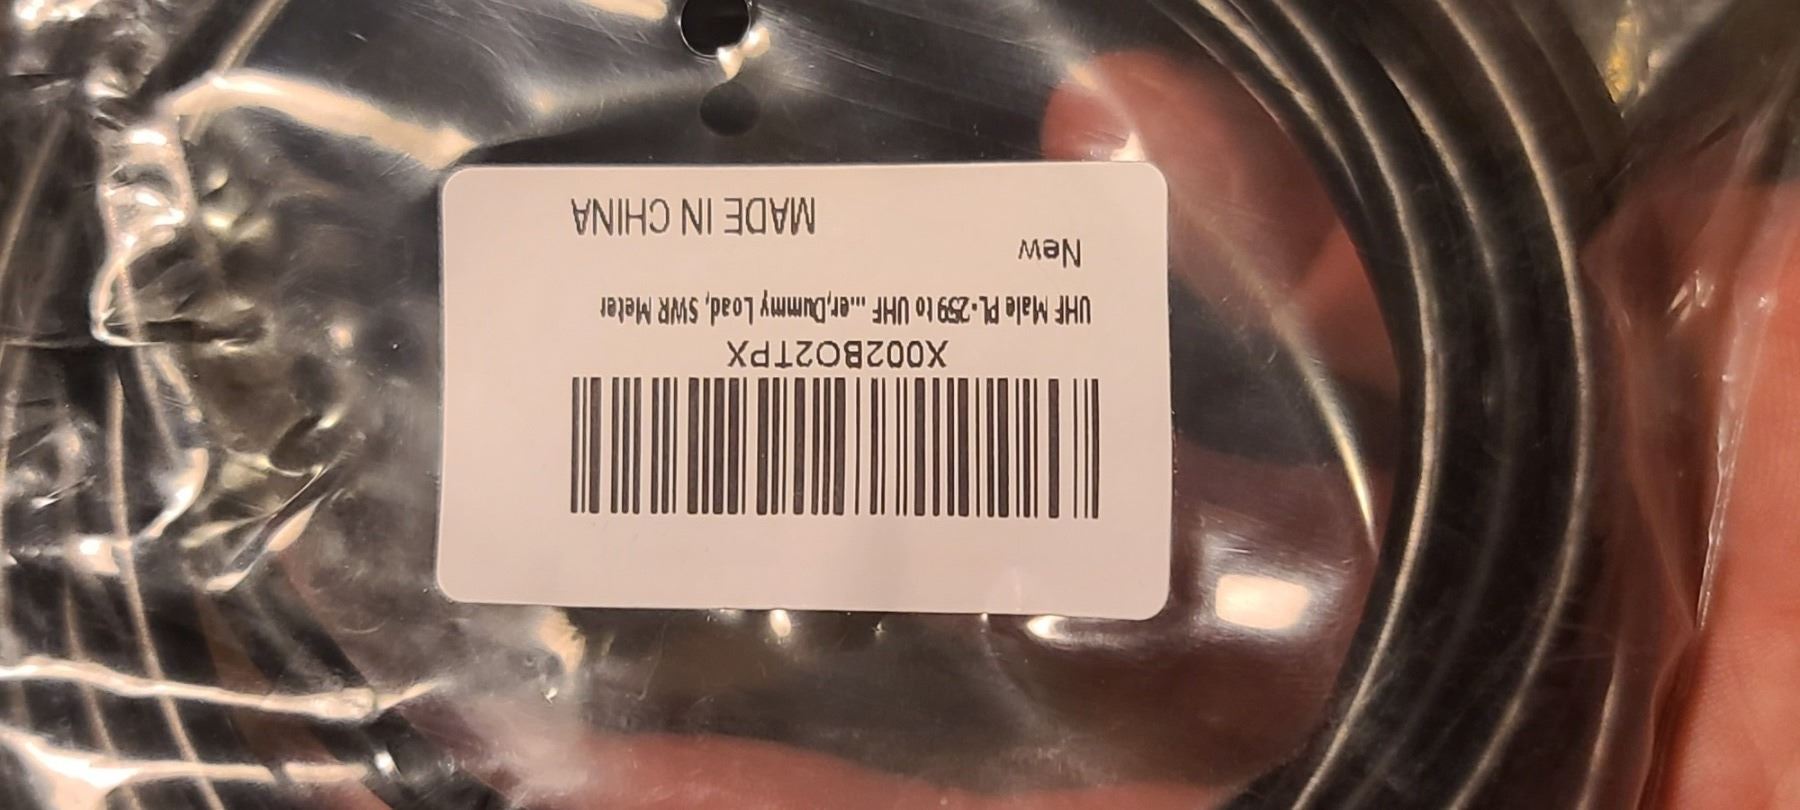 X002BO2TPX
UHF Male PL-259 to UHF ...er,Dummy Load, SWR Meter
New
MADE IN CHINA